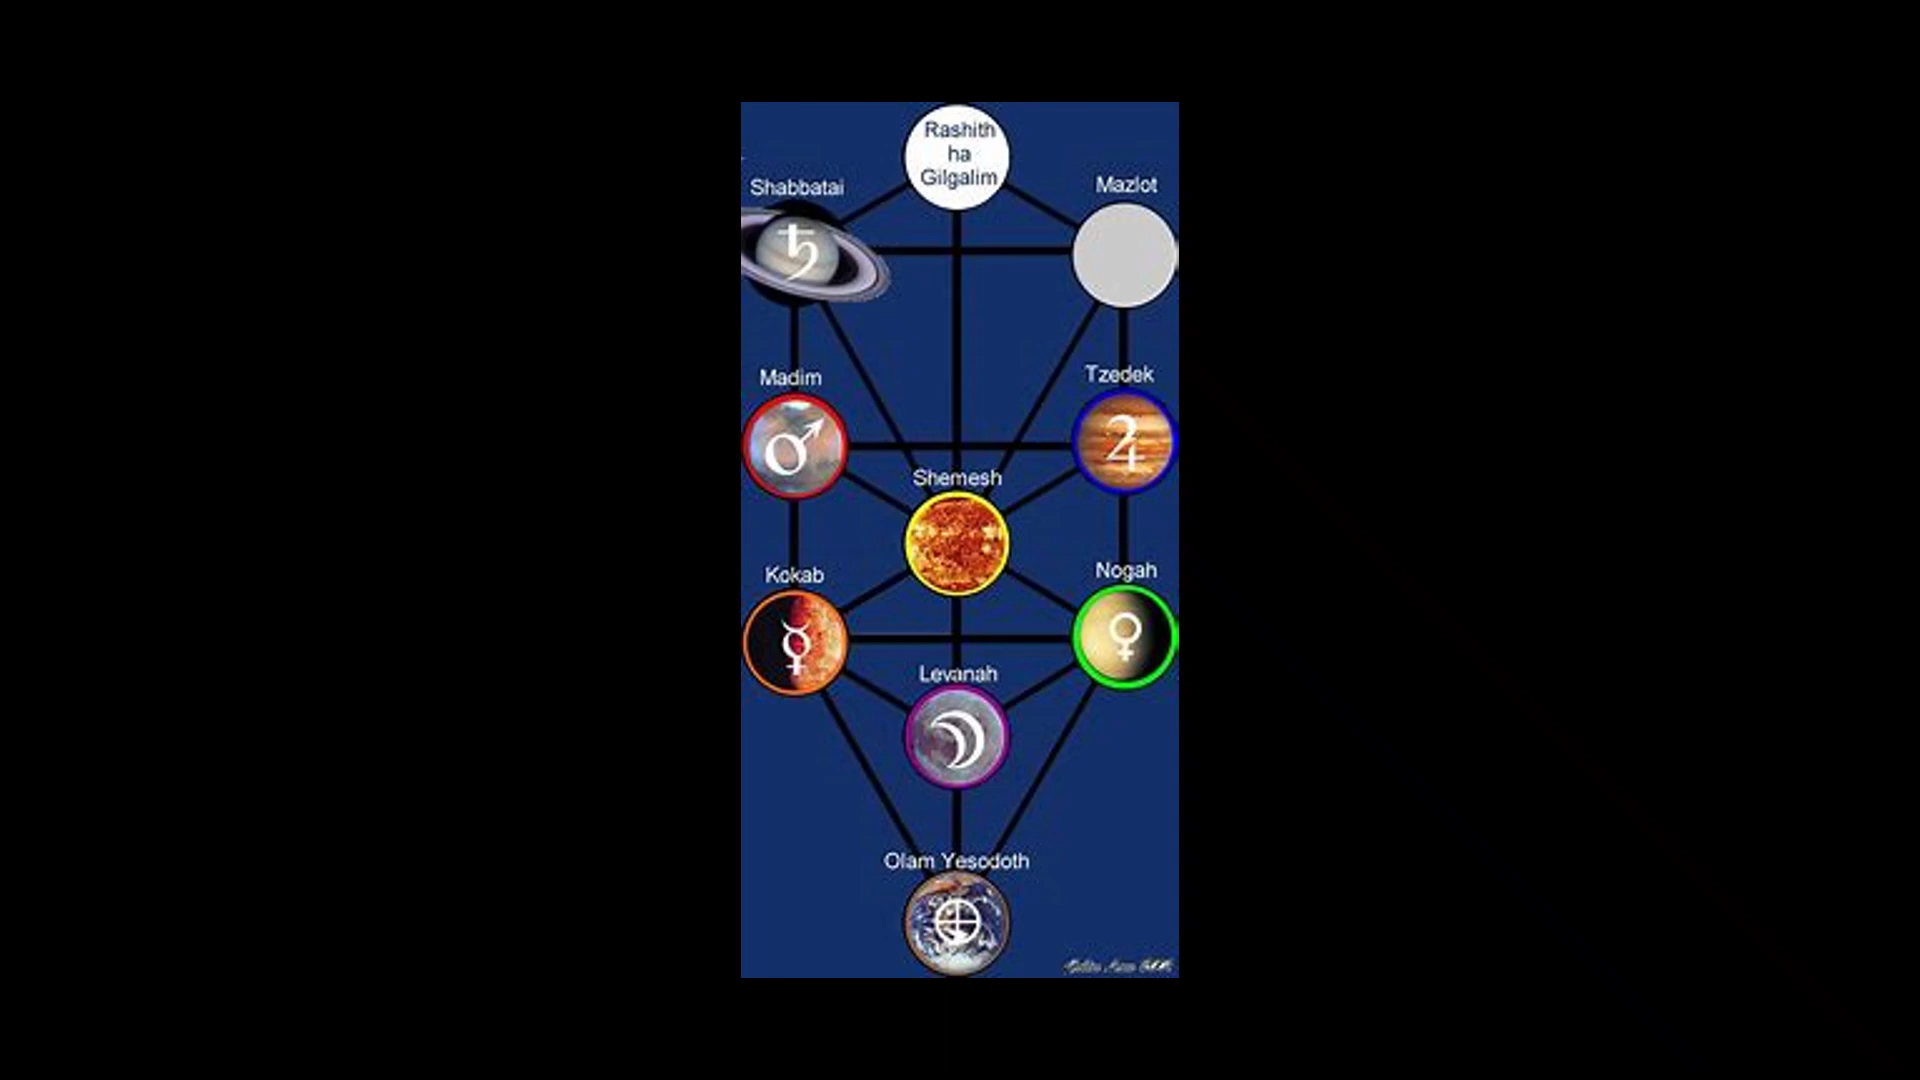 Rashith
ha
Gilgalim
Shabbatai
Mazlot
Madim
Tzedek
Shemesh
Kokab
Nogah
Levanah
Olam Yesodoth